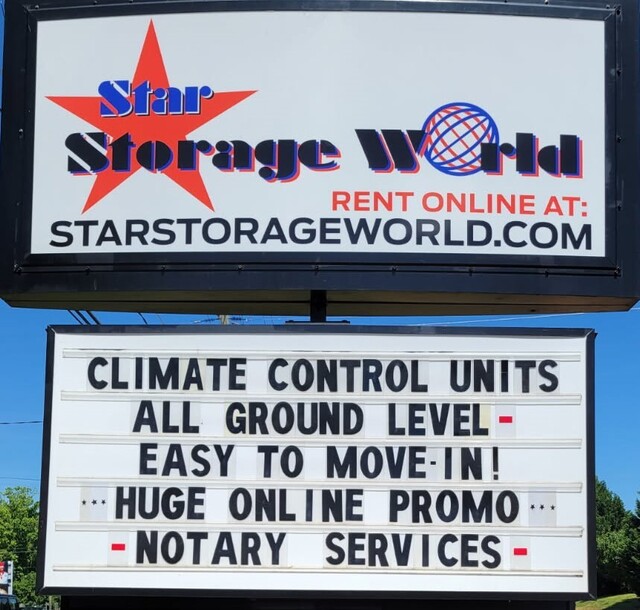 Star
Storage World
RENT ONLINE AT:
STARSTORAGEWORLD.COM
CLIMATE CONTROL UNITS
ALL GROUND LEVEL -
EASY TO MOVE-IN!
*** HUGE ONLINE PROMO ***
- NOTARY SERVICES -